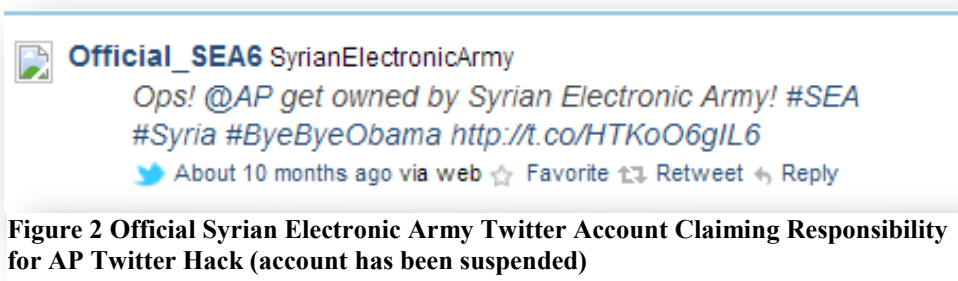 Official_SEA6 SyrianElectronicArmy
Ops! @AP get owned by Syrian Electronic Army! #SEA
#Syria #ByeByeObama http://t.co/HTKoO6gIL6
About 10 months ago via web Favorite Retweet Reply
Figure 2 Official Syrian Electronic Army Twitter Account Claiming Responsibility
for AP Twitter Hack (account has been suspended)